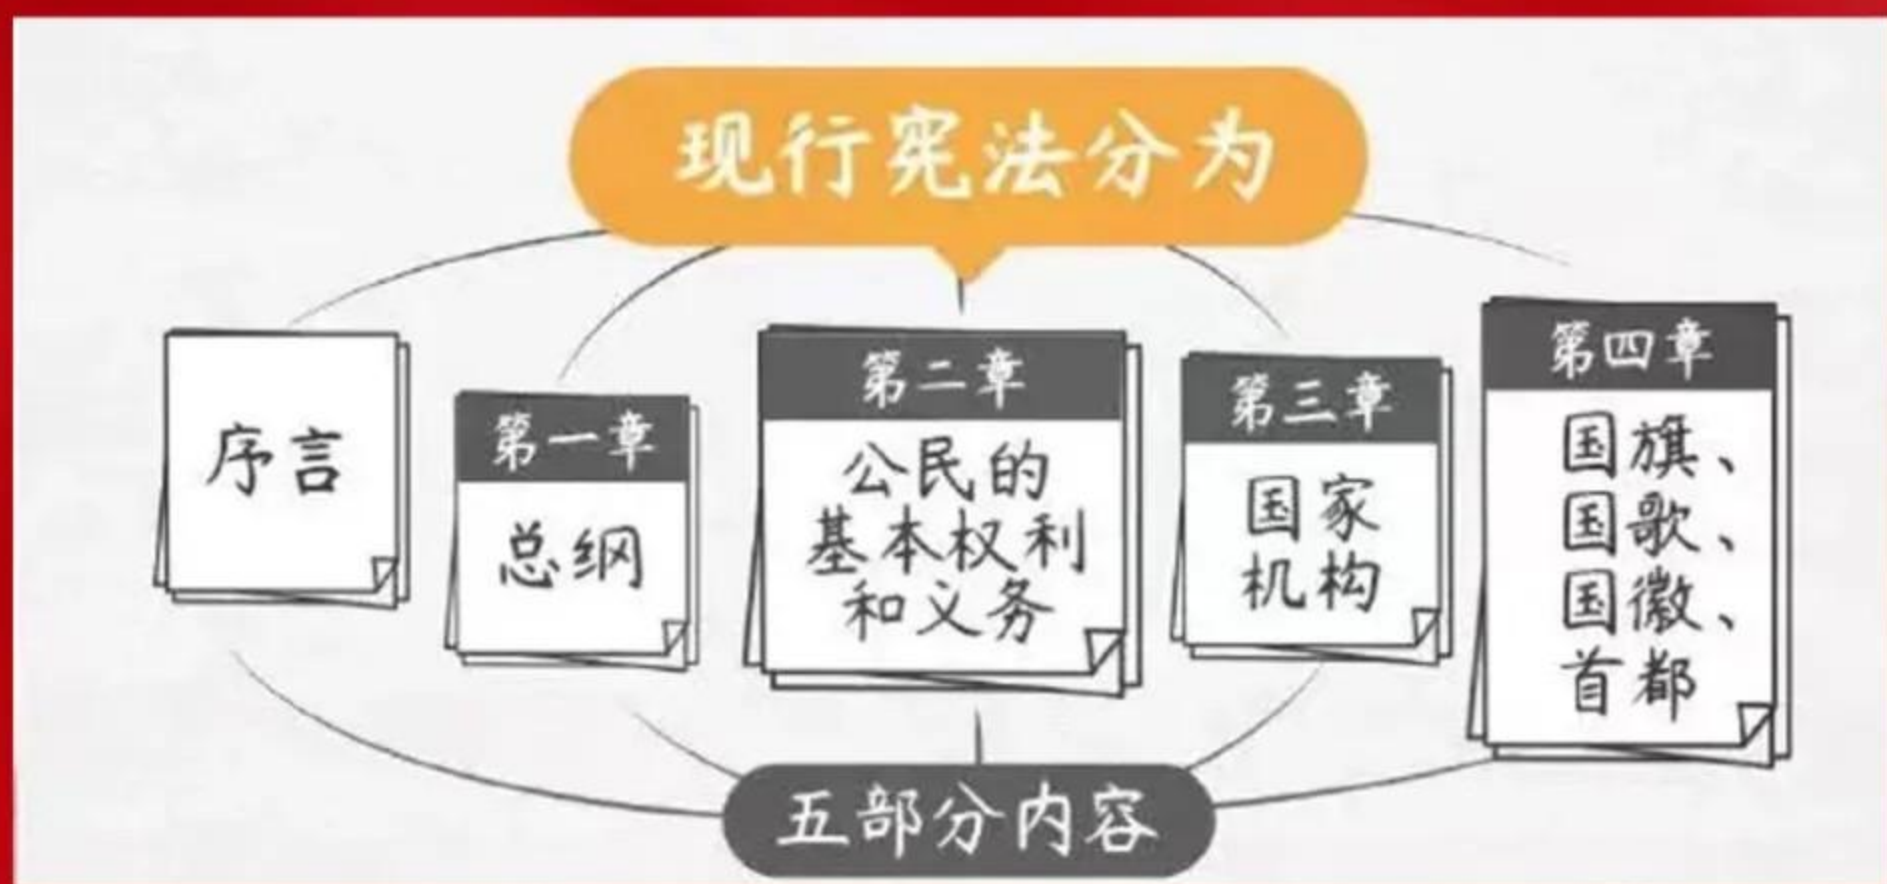 现行宪法分为
序言
第一章
总纲
第二章
公民的
基本权利
和义务
第三章
国家
机构
第四章
国旗、
国歌、
国徽、
首都
五部分内容